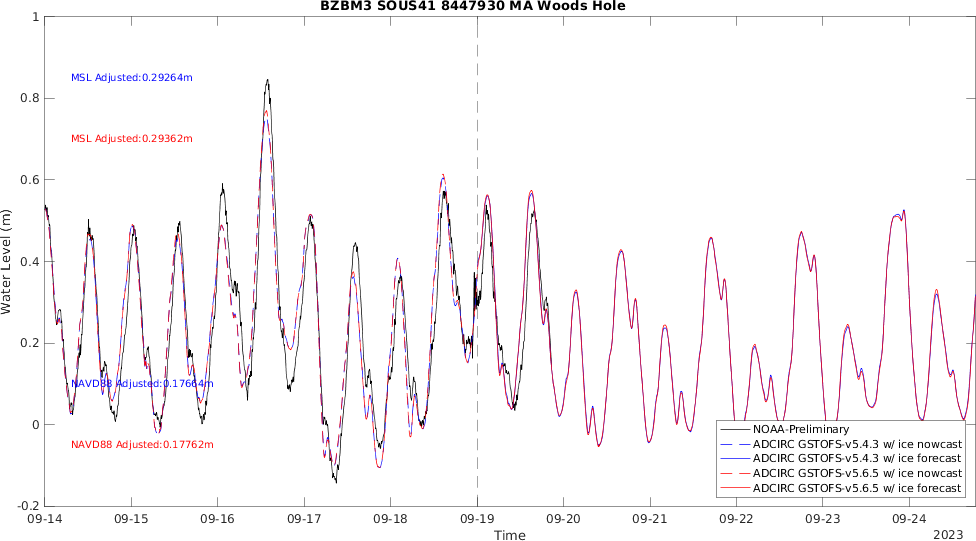 BZBM3 SOUS41 8447930 MA Woods Hole
1
0.8
0.6
0.4
0.2
0
-0.2
Water Level (m)
MSL Adjusted:0.29264m
MSL Adjusted:0.29362m
NAVD88 Adjusted:0.17664m
NAVD88 Adjusted:0.17762m
NOAA-Preliminary
ADCIRC GSTOFS-v5.4.3 w/ ice nowcast
ADCIRC GSTOFS-v5.4.3 w/ ice forecast
ADCIRC GSTOFS-v5.6.5 w/ ice nowcast
ADCIRC GSTOFS-v5.6.5 w/ ice forecast
09-14 09-15 09-16 09-17 09-18 09-19 09-20 09-21 09-22 09-23 09-24
Time
2023